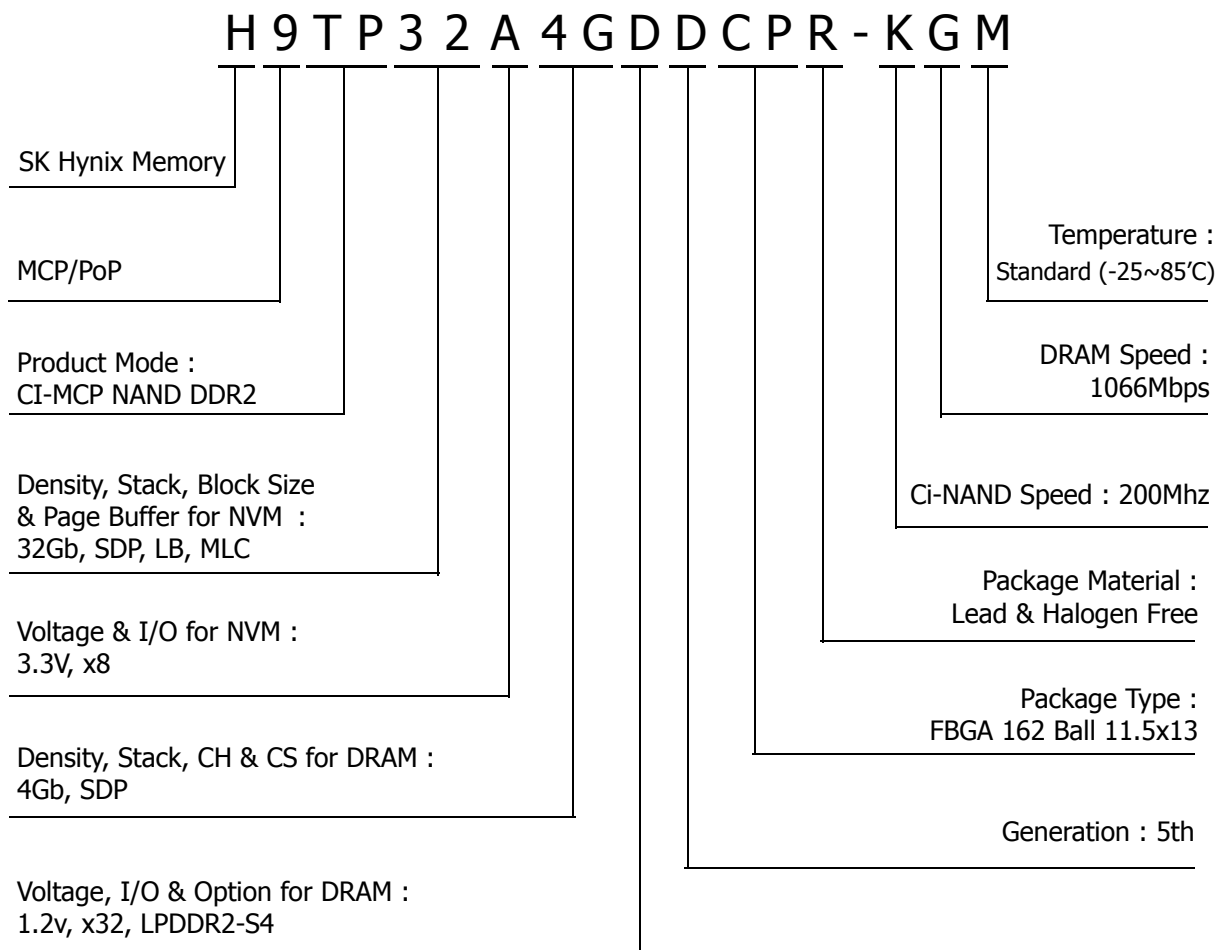 H9TP32A4GDDCPR-KGM
SK Hynix Memory
MCP/PoP
Product Mode :
CI-MCP NAND DDR2
Density, Stack, Block Size
& Page Buffer for NVM :
32Gb, SDP, LB, MLC
Voltage & I/O for NVM :
3.3V, x8
Density, Stack, CH & CS for DRAM :
4Gb, SDP
Voltage, I/O & Option for DRAM :
1.2v, x32, LPDDR2-S4
Temperature :
Standard (-25~85’C)
DRAM Speed :
1066Mbps
Ci-NAND Speed : 200Mhz
Package Material :
Lead & Halogen Free
Package Type :
FBGA 162 Ball 11.5x13
Generation : 5th